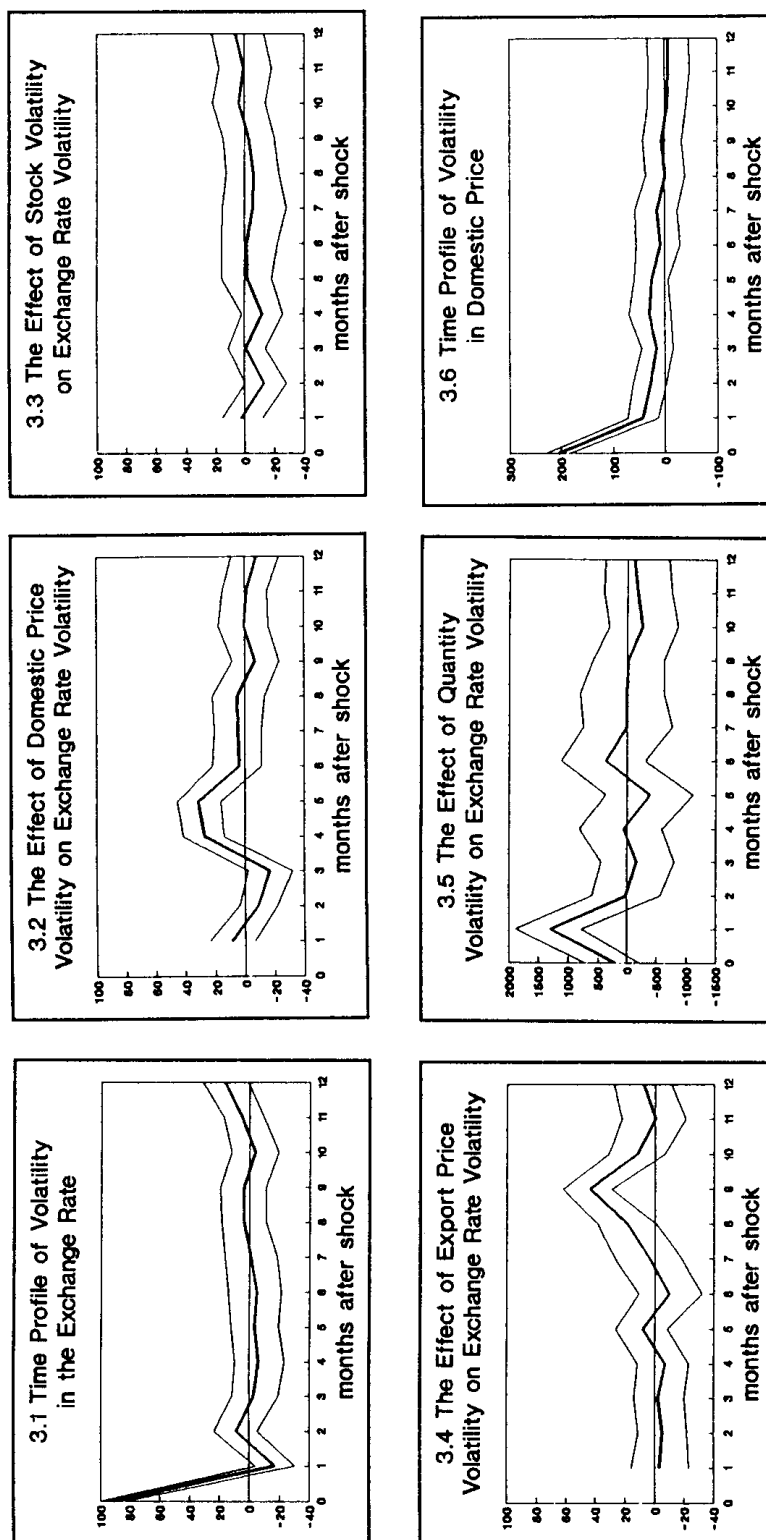 3.1 Time Profile of Volatility
in the Exchange Rate
100
80
60
40
20
0
-20
-40
0 1 2 3 4 5 6 7 8 9 10 11 12
months after shock
3.2 The Effect of Domestic Price
Volatility on Exchange Rate Volatility
100
80
60
40
20
0
-20
-40
0 1 2 3 4 5 6 7 8 9 10 11 12
months after shock
3.3 The Effect of Stock Volatility
on Exchange Rate Volatility
100
80
60
40
20
0
-20
-40
0 1 2 3 4 5 6 7 8 9 10 11 12
months after shock
3.4 The Effect of Export Price
Volatility on Exchange Rate Volatility
100
80
60
40
20
0
-20
-40
0 1 2 3 4 5 6 7 8 9 10 11 12
months after shock
3.5 The Effect of Quantity
Volatility on Exchange Rate Volatility
2000
1500
1000
500
0
-500
-1000
-1500
0 1 2 3 4 5 6 7 8 9 10 11 12
months after shock
3.6 Time Profile of Volatility
in Domestic Price
300
200
100
0
-100
0 1 2 3 4 5 6 7 8 9 10 11 12
months after shock